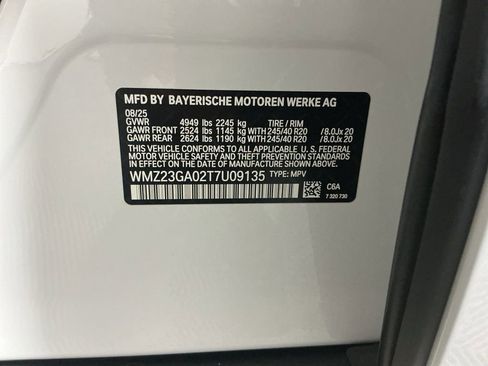 MFD BY BAYERISCHE MOTOREN WERKE AG
08/25
GVWR 4949 lbs 2245 kg TIRE / RIM
GAWR FRONT 2524 lbs 1145 kg WITH 245/40 R20 / 8.0Jx 20
GAWR REAR 2624 lbs 1190 kg WITH 245/40 R20 / 8.0Jx 20
THIS VEHICLE CONFORMS TO ALL APPLICABLE
FEDERAL MOTOR VEHICLE SAFETY
AND THEFT PREVENTION STANDARDS
IN EFFECT ON THE DATE OF MANUFACTURE SHOWN ABOVE.
WMZ23GA02T7U09135 TYPE: MPV
C6A
7 320 730